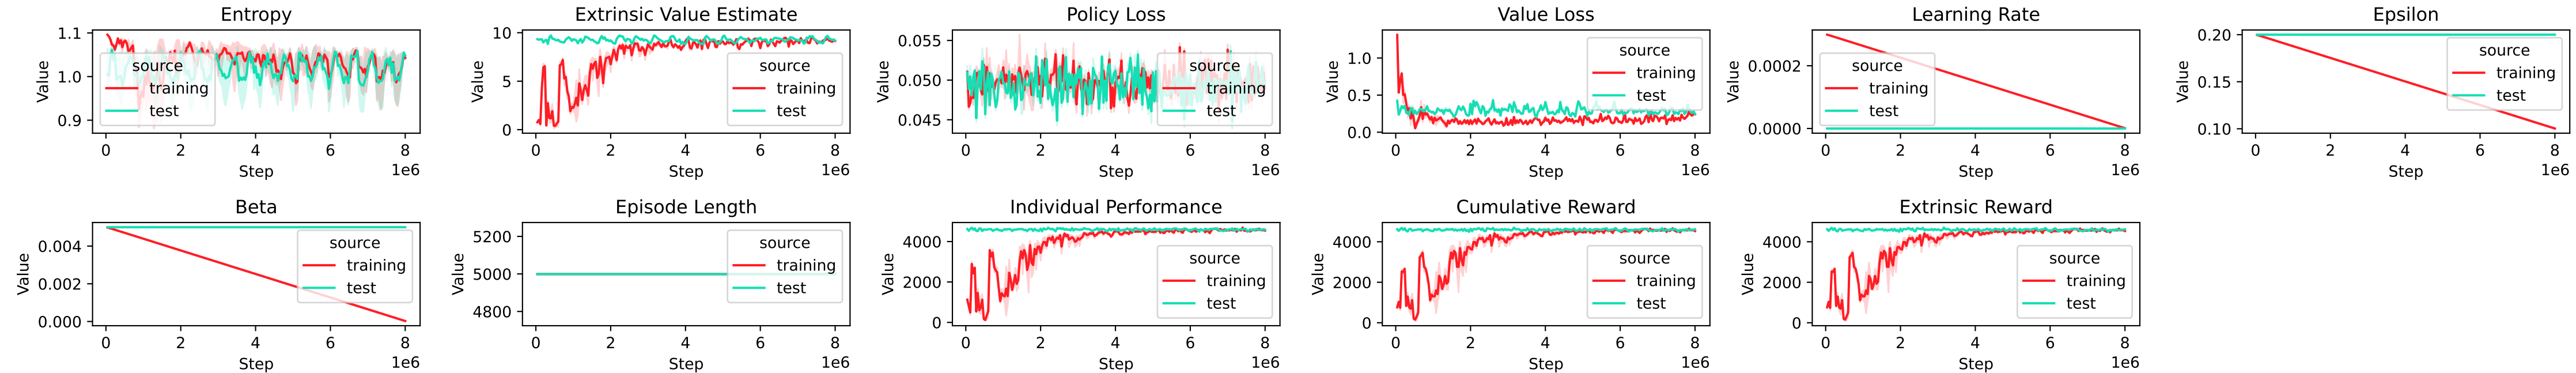 Entropy
Value
1.1
1.0
0.9
source
training
test
0 2 4 6 8
Step
1e6
Extrinsic Value Estimate
Value
10
5
0
source
training
test
0 2 4 6 8
Step
1e6
Policy Loss
Value
0.055
0.050
0.045
source
training
test
0 2 4 6 8
Step
1e6
Value Loss
Value
1.0
0.5
0.0
source
training
test
0 2 4 6 8
Step
1e6
Learning Rate
Value
0.0002
0.0000
source
training
test
0 2 4 6 8
Step
1e6
Epsilon
Value
0.20
0.15
0.10
source
training
test
0 2 4 6 8
Step
1e6
Beta
Value
0.004
0.002
0.000
source
training
test
0 2 4 6 8
Step
1e6
Episode Length
Value
5200
5000
4800
source
training
test
0 2 4 6 8
Step
1e6
Individual Performance
Value
4000
2000
0
source
training
test
0 2 4 6 8
Step
1e6
Cumulative Reward
Value
4000
2000
0
source
training
test
0 2 4 6 8
Step
1e6
Extrinsic Reward
Value
4000
2000
0
source
training
test
0 2 4 6 8
Step
1e6